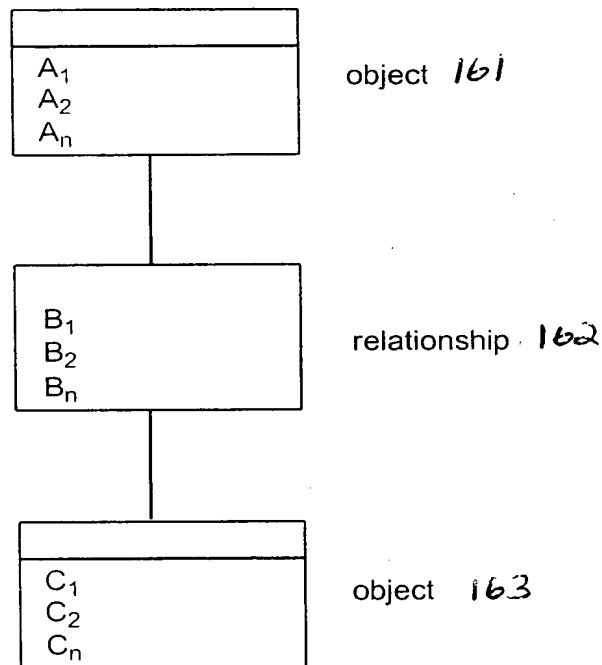 A₁
A₂
Aₙ
object 161
B₁
B₂
Bₙ
relationship 162
C₁
C₂
Cₙ
object 163